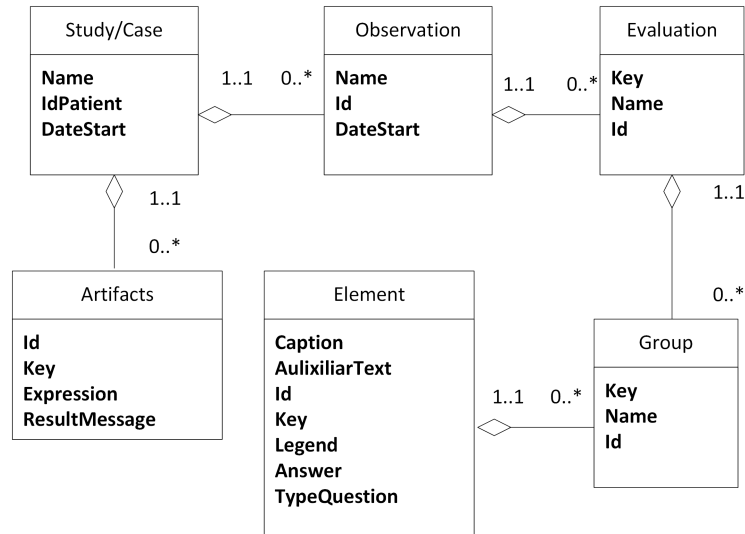 Study/Case
Name
IdPatient
DateStart
1..1
0..*
Observation
Name
Id
DateStart
1..1
0..*
Evaluation
Key
Name
Id
1..1
0..*
1..1
0..*
Artifacts
Id
Key
Expression
ResultMessage
Element
Caption
AulixiliarText
Id
Key
Legend
Answer
TypeQuestion
1..1
0..*
Group
Key
Name
Id